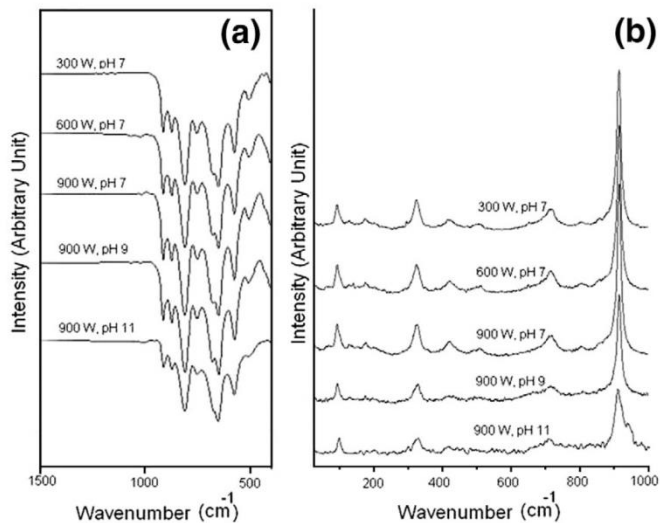 (a)
300 W, pH 7
600 W, pH 7
900 W, pH 7
900 W, pH 9
900 W, pH 11
Intensity (Arbitrary Unit)
1500 1000 500
Wavenumber (cm-1)
(b)
300 W, pH 7
600 W, pH 7
900 W, pH 7
900 W, pH 9
900 W, pH 11
Intensity (Arbitrary Unit)
200 400 600 800 1000
Wavenumber (cm-1)